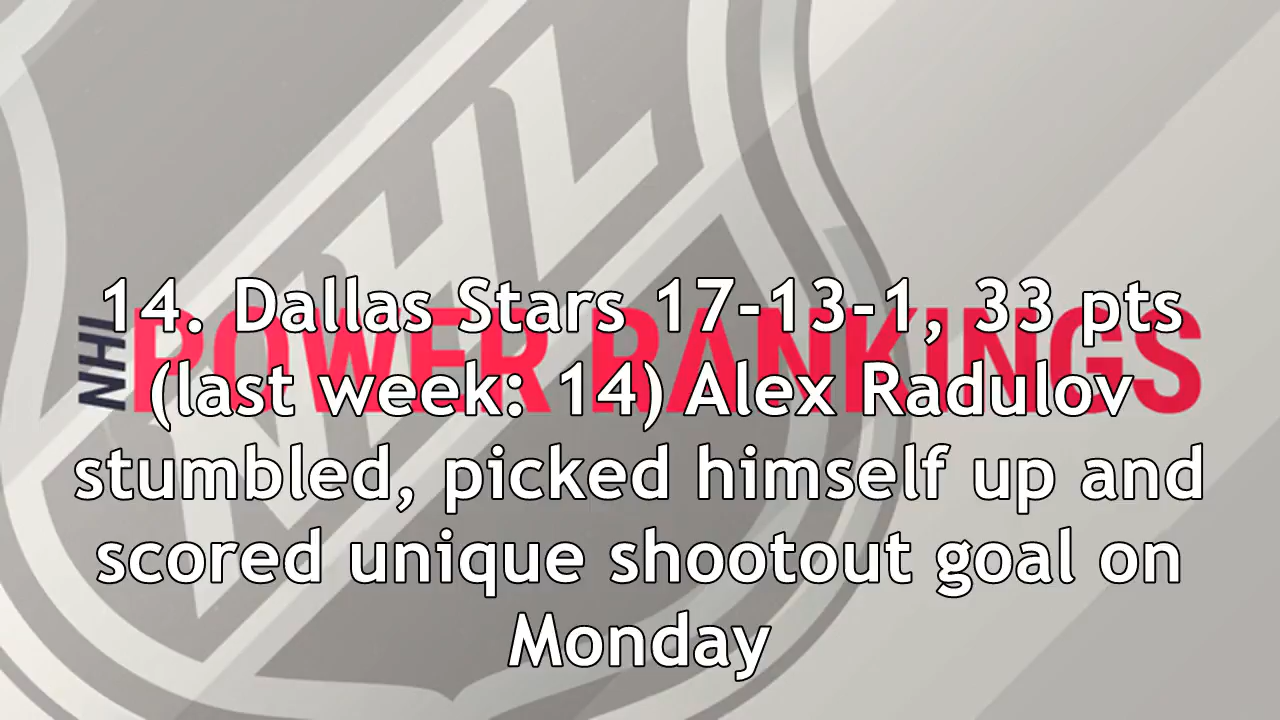 NHL
NHL POWER RANKINGS
14. Dallas Stars 17-13-1, 33 pts
(last week: 14) Alex Radulov
stumbled, picked himself up and
scored unique shootout goal on
Monday